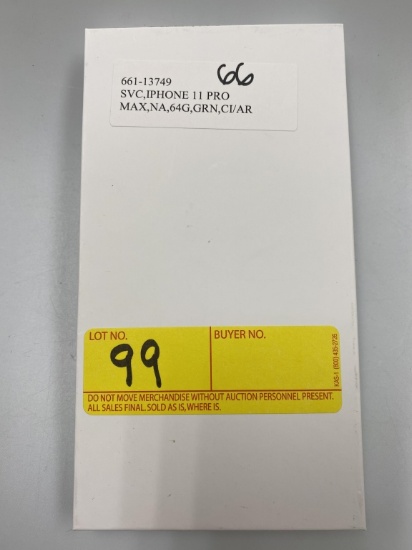 661-13749 66
SVC,IPHONE 11 PRO
MAX,NA,64G,GRN,CI/AR
LOT NO. BUYER NO.
99
DO NOT MOVE MERCHANDISE WITHOUT AUCTION PERSONNEL PRESENT.
ALL SALES FINAL. SOLD AS IS, WHERE IS.